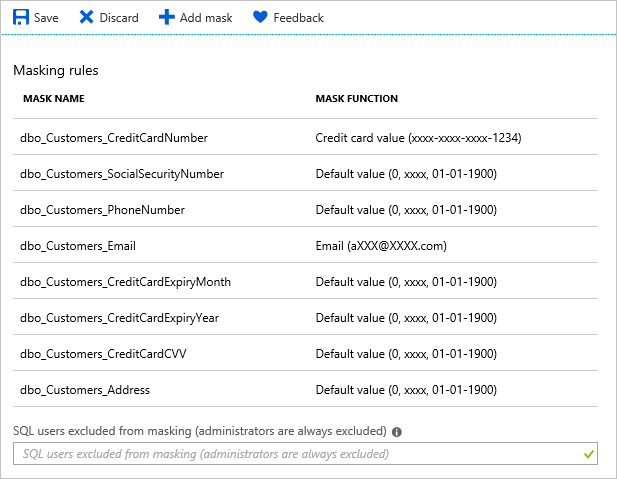 Save Discard Add mask Feedback
Masking rules
MASK NAME MASK FUNCTION
dbo_Customers_CreditCardNumber Credit card value (xxxx-xxxx-xxxx-1234)
dbo_Customers_SocialSecurityNumber Default value (0, xxxx, 01-01-1900)
dbo_Customers_PhoneNumber Default value (0, xxxx, 01-01-1900)
dbo_Customers_Email Email (aXXX@XXXX.com)
dbo_Customers_CreditCardExpiryMonth Default value (0, xxxx, 01-01-1900)
dbo_Customers_CreditCardExpiryYear Default value (0, xxxx, 01-01-1900)
dbo_Customers_CreditCardCVV Default value (0, xxxx, 01-01-1900)
dbo_Customers_Address Default value (0, xxxx, 01-01-1900)
SQL users excluded from masking (administrators are always excluded)
SQL users excluded from masking (administrators are always excluded)